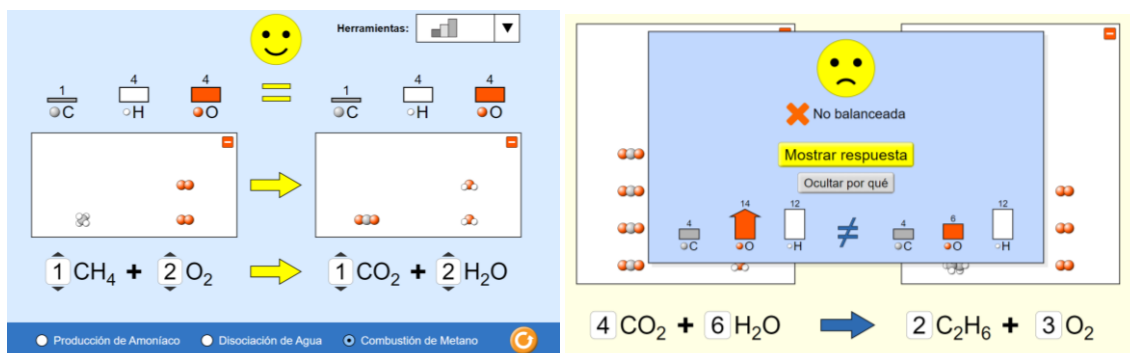 Herramientas:
1 4 4 1 4 4
C H O C H O
1 CH₄ + 2 O₂ 1 CO₂ + 2 H₂O
Producción de Amoníaco Disociación de Agua Combustión de Metano
No balanceada
Mostrar respuesta
Ocultar por qué
4 14 12 ≠ 4 6 12
C O H C O H
4 CO₂ + 6 H₂O 2 C₂H₆ + 3 O₂